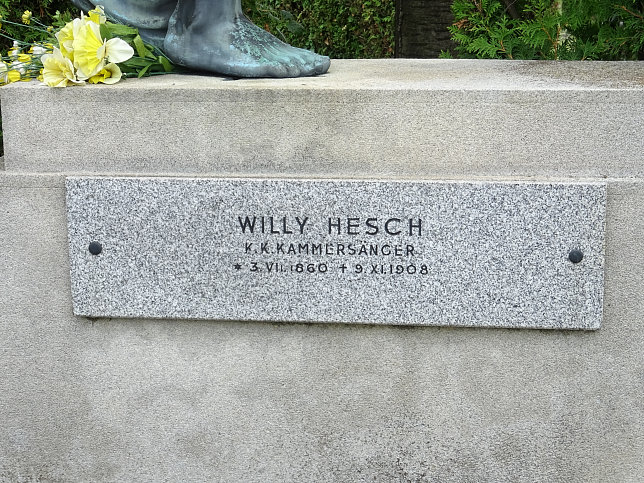 WILLY HESCH
K.K.KAMMERSÄNGER
* 3.VII.1860 ✝ 9.XI.1908